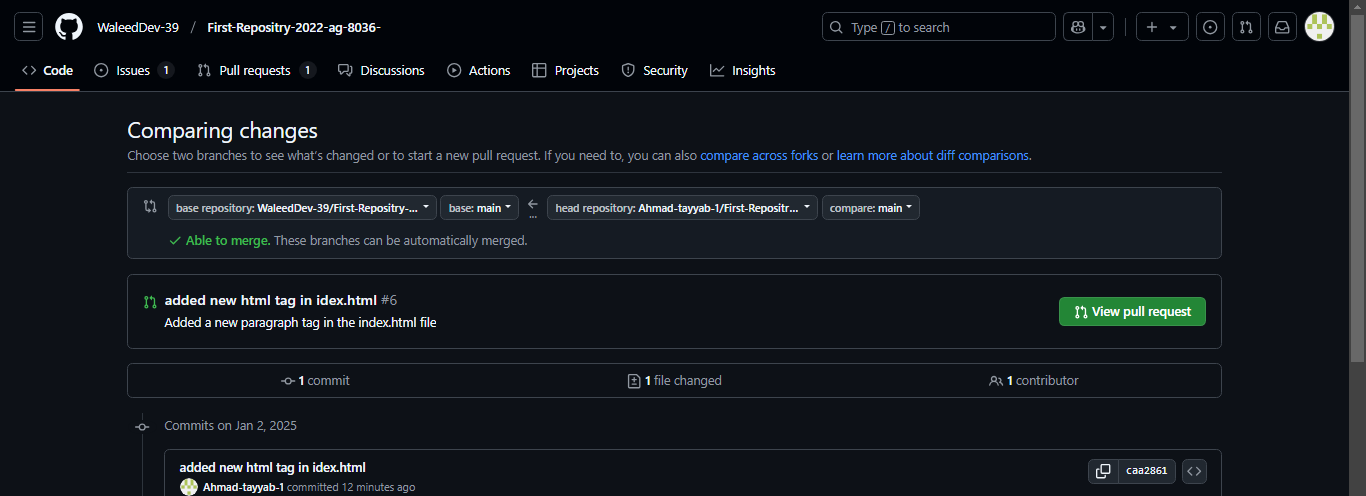 WaleedDev-39 / First-Repositry-2022-ag-8036-
Type / to search
Code Issues 1 Pull requests 1 Discussions Actions Projects Security Insights
Comparing changes
Choose two branches to see what's changed or to start a new pull request. If you need to, you can also compare across forks or learn more about diff comparisons.
base repository: WaleedDev-39/First-Repositry-... base: main ... head repository: Ahmad-tayyab-1/First-Repositr... compare: main
Able to merge. These branches can be automatically merged.
added new html tag in idex.html #6
Added a new paragraph tag in the index.html file
View pull request
1 commit 1 file changed 1 contributor
Commits on Jan 2, 2025
added new html tag in idex.html
caa2861
Ahmad-tayyab-1 committed 12 minutes ago